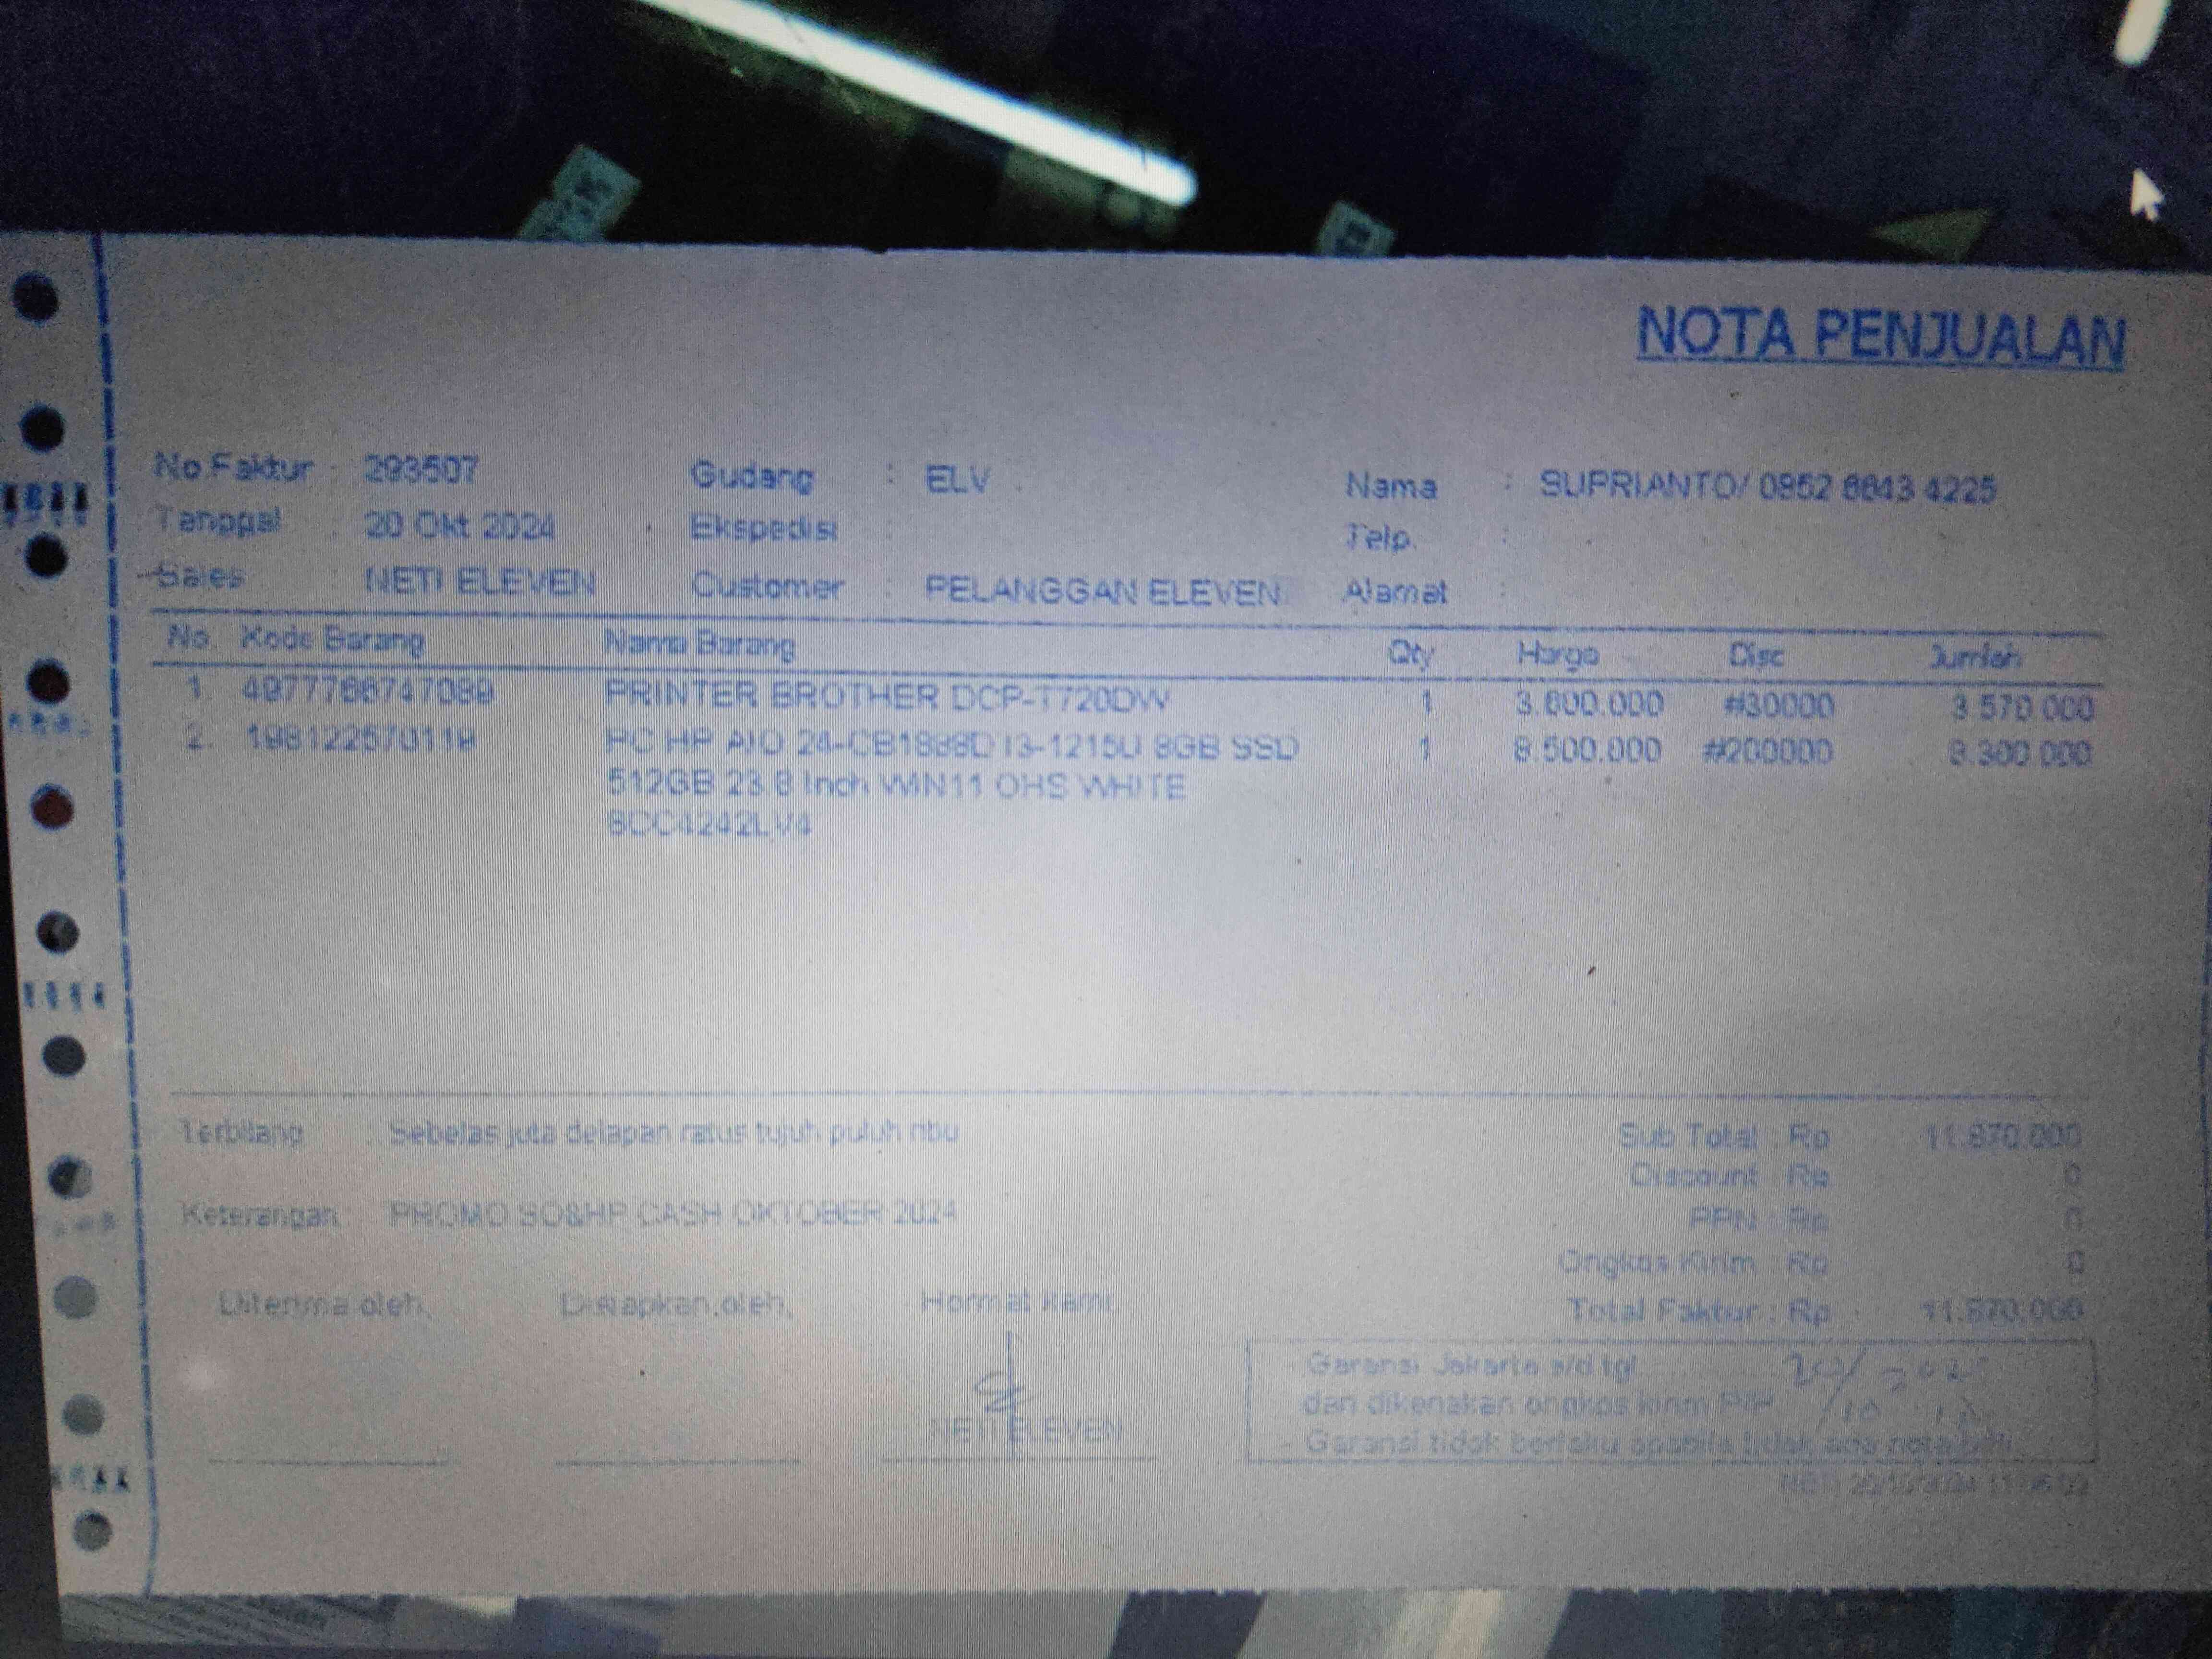 NOTA PENJUALAN
No.Faktur : 293507 Gudang : ELV Nama : SUPRIANTO/ 0852 6643 4225
Tanggal : 20 Okt 2024 Ekspedisi : Telp. :
Sales : NETI ELEVEN Customer : PELANGGAN ELEVEN Alamat :
No. Kode Barang Nama Barang Qty Harga Disc Jumlah
1. 4977766747089 PRINTER BROTHER DCP-T720DW 1 3.600.000 #30000 3.570.000
2. PC HP AIO 24-CB1888D I3-1215U 8GB SSD 1 8.500.000 #200000 8.300.000
512GB 23.8 Inch WIN11 OHS WHITE
8CC4242LV4
Terbilang : Sebelas juta delapan ratus tujuh puluh ribu Sub Total : Rp 11.870.000
Discount : Rp 0
Keterangan : PROMO SO&HP CASH OKTOBER 2024 PPN : Rp 0
Ongkos Kirim : Rp 0
Diterima oleh, Disiapkan oleh, Hormat kami, Total Faktur : Rp 11.870.000
- Garansi Jakarta s/d tgl
dan dikenakan ongkos kirim P/P
NETI ELEVEN
- Garansi tidak berlaku apabila tidak ada nota